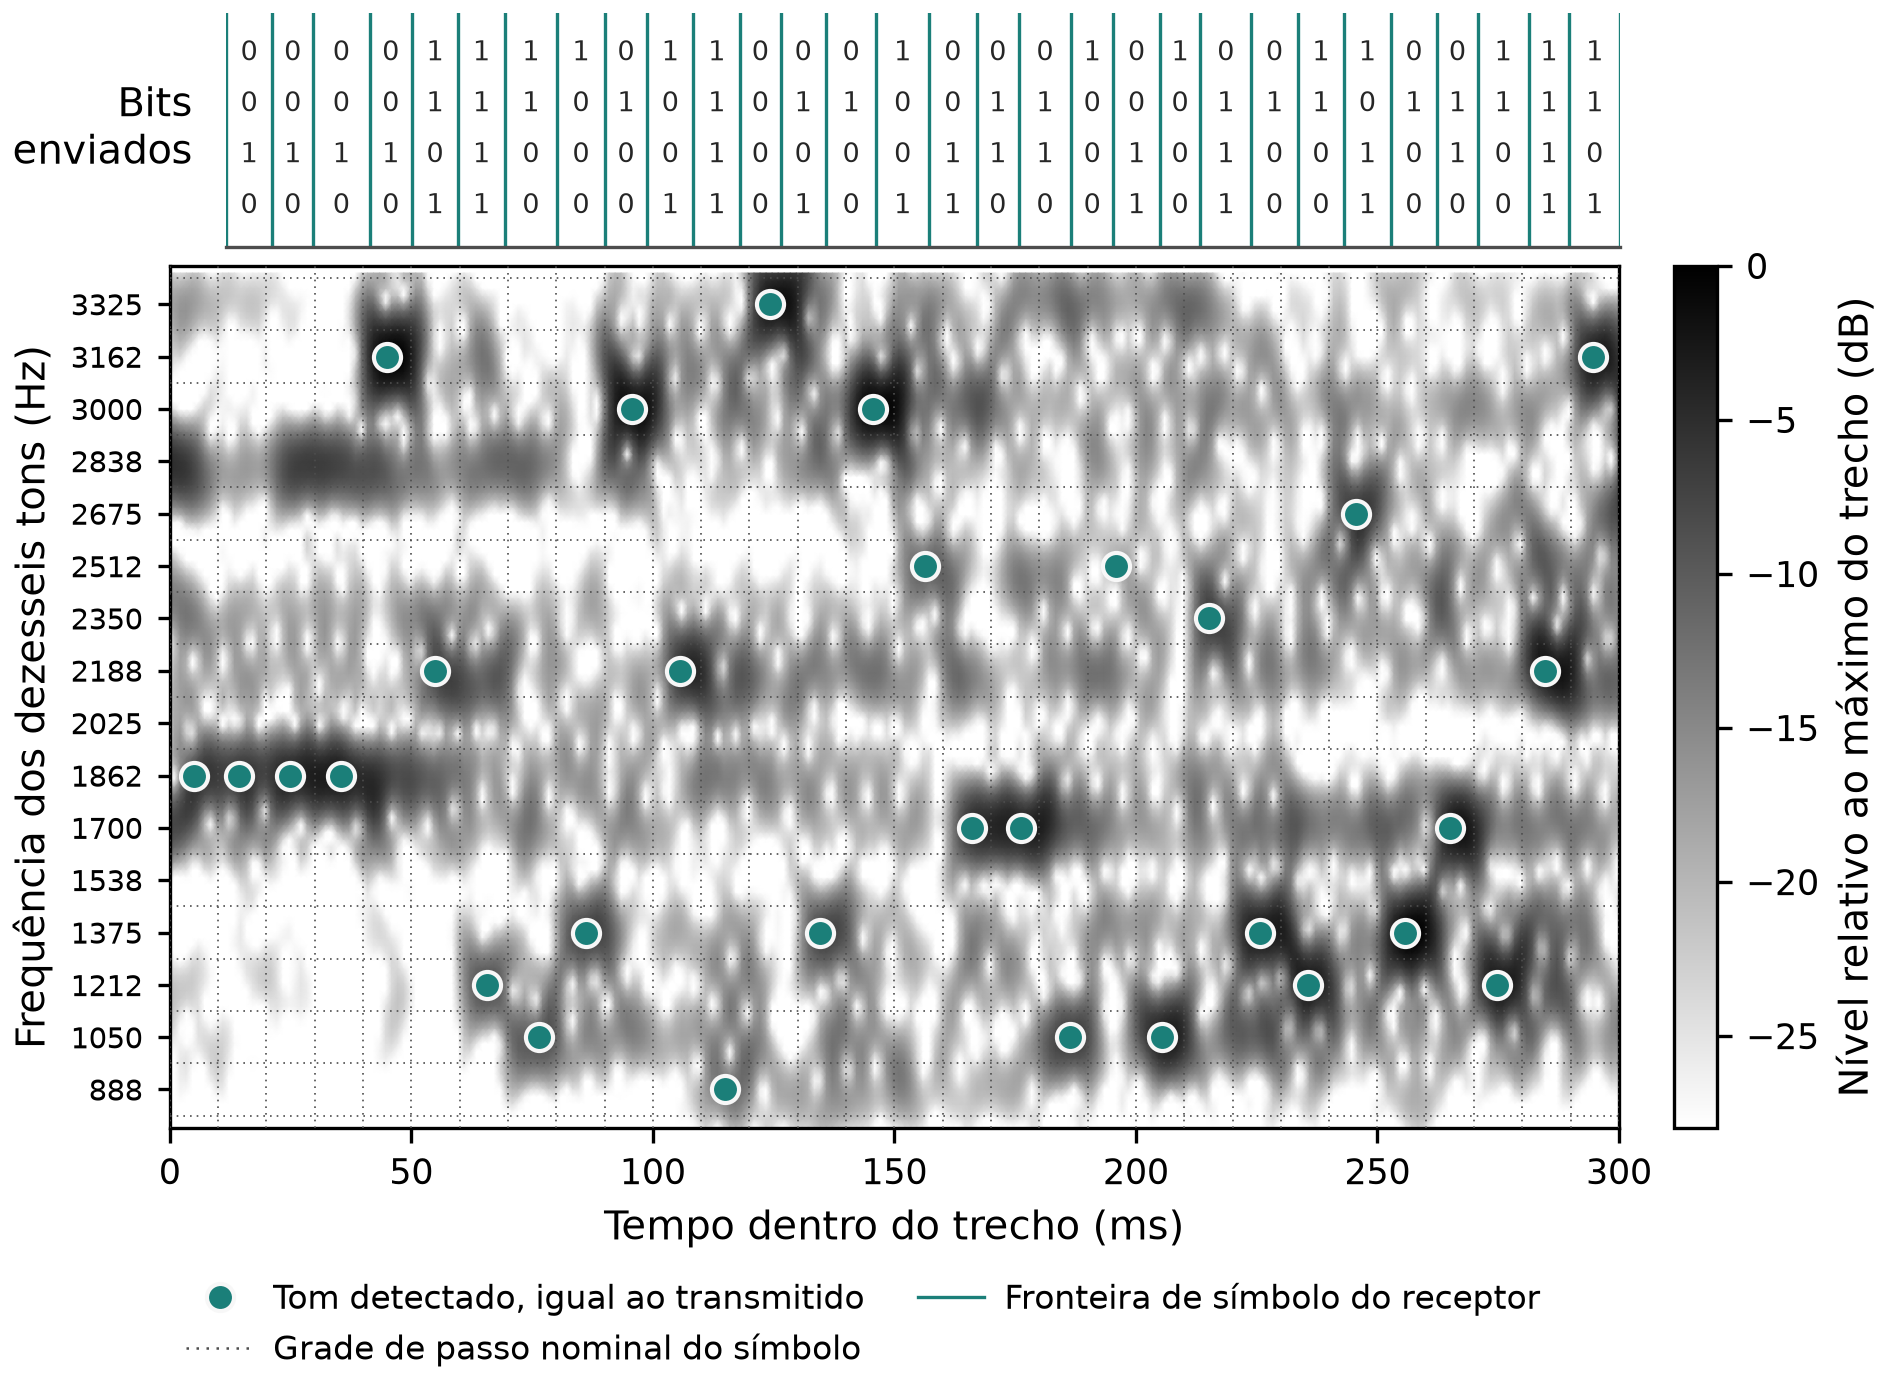 0 0 0 0 1 1 1 1 0 1 1 0 0 0 1 0 0 0 1 0 1 0 0 1 1 0 0 1 1 1
0 0 0 0 1 1 1 0 1 0 1 0 1 1 0 0 1 1 0 0 0 1 1 1 0 1 1 1 1 1
1 1 1 1 0 1 0 0 0 0 1 0 0 0 0 1 1 1 0 1 0 1 0 0 1 0 1 0 1 0
0 0 0 0 1 1 0 0 0 1 1 0 1 0 1 1 0 0 0 1 0 1 0 0 1 0 0 0 1 1
Bits
enviados
Frequência dos dezesseis tons (Hz)
3325
3162
3000
2838
2675
2512
2350
2188
2025
1862
1700
1538
1375
1212
1050
888
0 50 100 150 200 250 300
Tempo dentro do trecho (ms)
0
−5
−10
−15
−20
−25
Nível relativo ao máximo do trecho (dB)
Tom detectado, igual ao transmitido
Fronteira de símbolo do receptor
Grade de passo nominal do símbolo